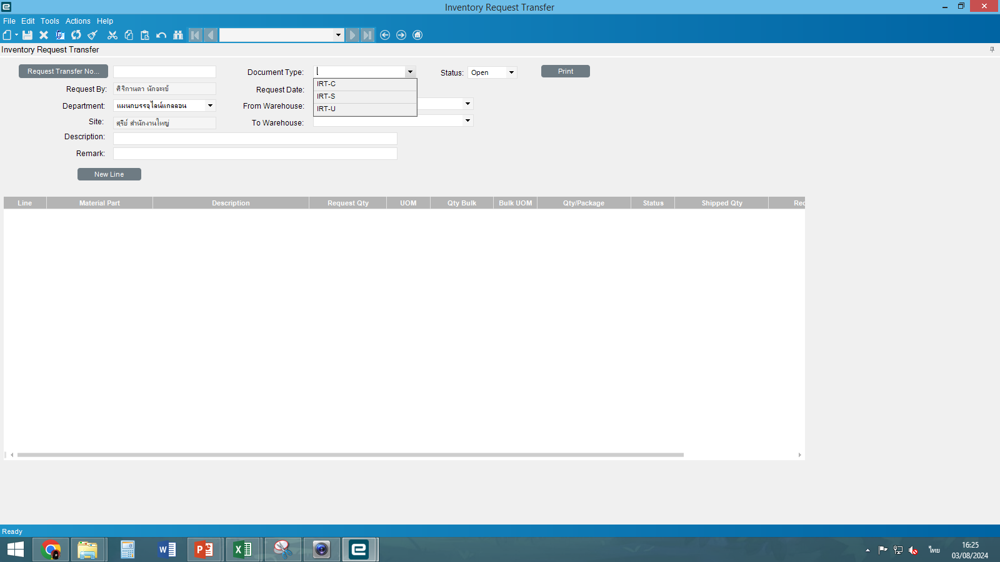 Inventory Request Transfer
File Edit Tools Actions Help
Inventory Request Transfer
Request Transfer No...
Document Type:
Status: Open
Print
Request By: ศิริกานดา นักจะเข้
Request Date:
IRT-C
IRT-S
IRT-U
Department: แผนกบรรจุไลน์แกลลอน
From Warehouse:
Site: สุรีย์ สำนักงานใหญ่
To Warehouse:
Description:
Remark:
New Line
Line Material Part Description Request Qty UOM Qty Bulk Bulk UOM Qty/Package Status Shipped Qty Rec
Ready
ไทย
16:25
03/08/2024